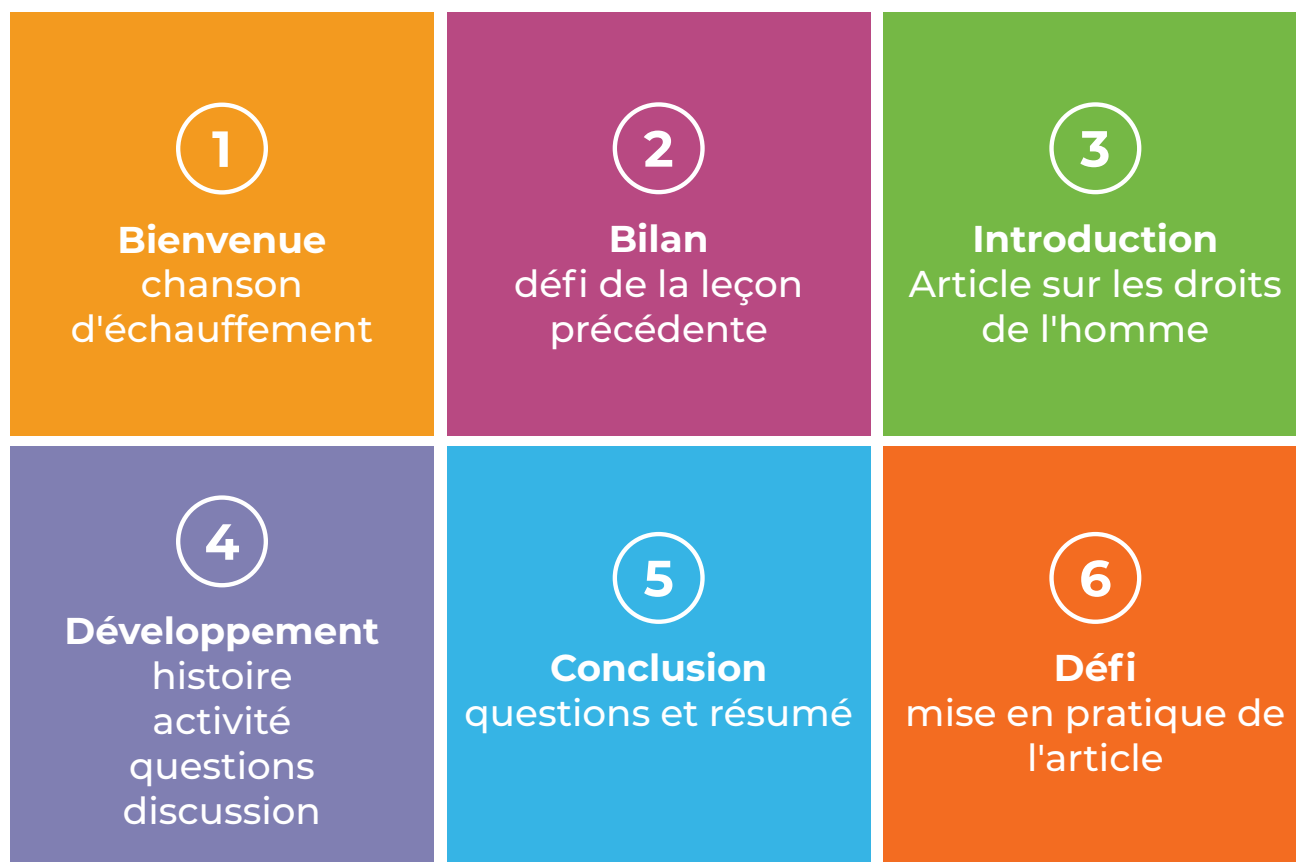 1
Bienvenue
chanson
d'échauffement
2
Bilan
défi de la leçon
précédente
3
Introduction
Article sur les droits
de l'homme
4
Développement
histoire
activité
questions
discussion
5
Conclusion
questions et résumé
6
Défi
mise en pratique de
l'article